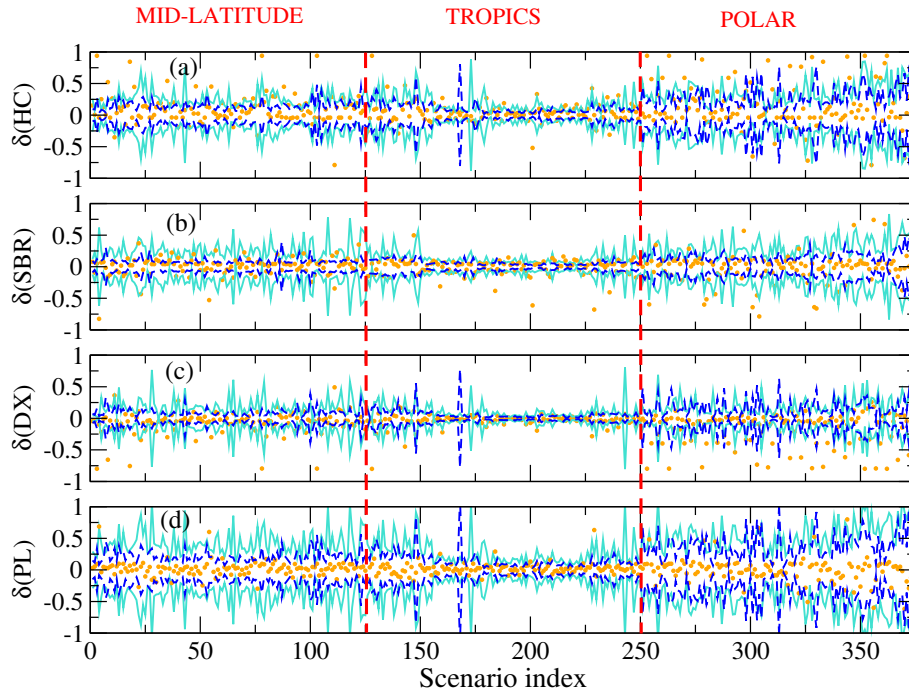 MID-LATITUDE TROPICS POLAR
1
0.5
0
-0.5
-1
δ(HC)
(a)
1
0.5
0
-0.5
-1
δ(SBR)
(b)
1
0.5
0
-0.5
-1
δ(DX)
(c)
1
0.5
0
-0.5
-1
δ(PL)
(d)
0 50 100 150 200 250 300 350
Scenario index